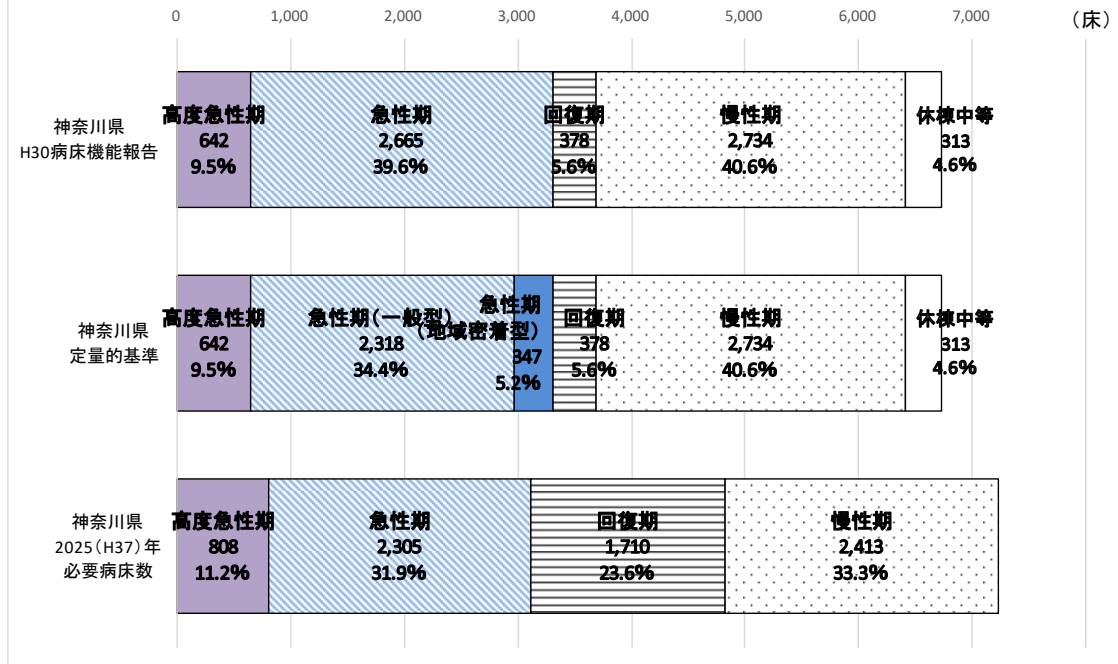 0 1,000 2,000 3,000 4,000 5,000 6,000 7,000 （床）
神奈川県
H30病床機能報告
高度急性期
642
9.5%
急性期
2,665
39.6%
回復期
378
5.6%
慢性期
2,734
40.6%
休棟中等
313
4.6%
神奈川県
定量的基準
高度急性期
642
9.5%
急性期（一般型）
2,318
34.4%
急性期
（地域密着型）
347
5.2%
回復期
378
5.6%
慢性期
2,734
40.6%
休棟中等
313
4.6%
神奈川県
2025（H37）年
必要病床数
高度急性期
808
11.2%
急性期
2,305
31.9%
回復期
1,710
23.6%
慢性期
2,413
33.3%